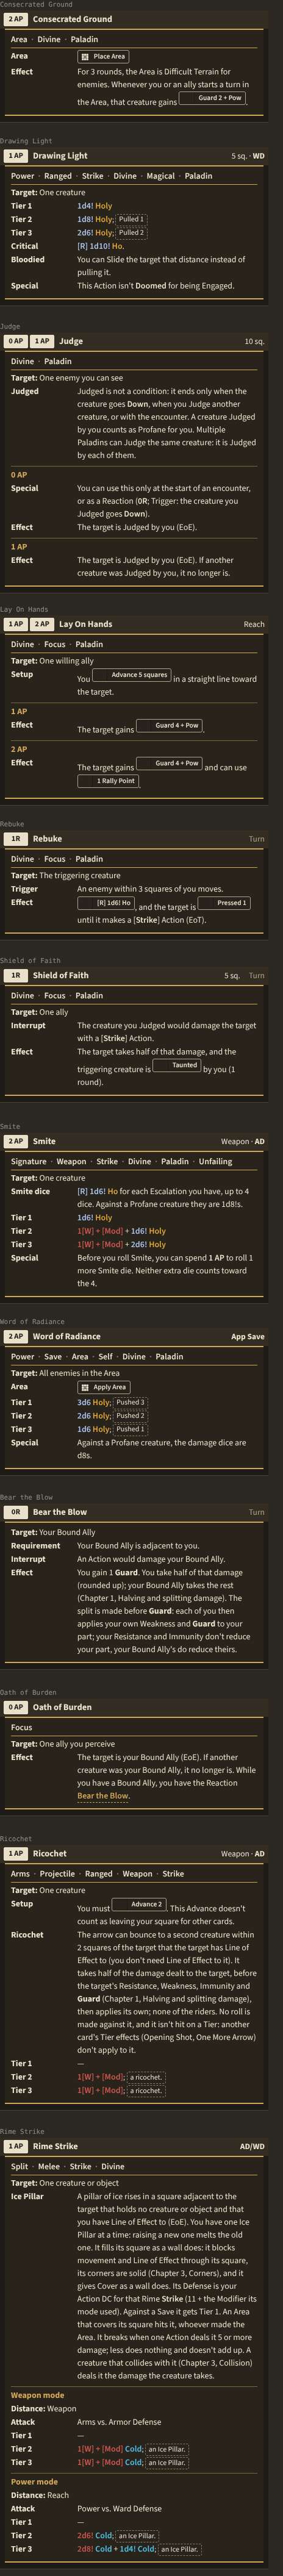 Consecrated Ground
2 AP Consecrated Ground
Area · Divine · Paladin
Area Place Area
Effect For 3 rounds, the Area is Difficult Terrain for
enemies. Whenever you or an ally starts a turn in
the Area, that creature gains Guard 2 + Pow.
Drawing Light
1 AP Drawing Light 5 sq. · WD
Power · Ranged · Strike · Divine · Magical · Paladin
Target: One creature
Tier 1 1d4! Holy
Tier 2 1d8! Holy; Pulled 1
Tier 3 2d6! Holy; Pulled 2
Critical [R] 1d10! Ho.
Bloodied You can Slide the target that distance instead of
pulling it.
Special This Action isn't Doomed for being Engaged.
Judge
0 AP 1 AP Judge 10 sq.
Divine · Paladin
Target: One enemy you can see
Judged Judged is not a condition: it ends only when the
creature goes Down, when you Judge another
creature, or with the encounter. A creature Judged
by you counts as Profane for you. Multiple
Paladins can Judge the same creature: it is Judged
by each of them.
0 AP
Special You can use this only at the start of an encounter,
or as a Reaction (0R; Trigger: the creature you
Judged goes Down).
Effect The target is Judged by you (EoE).
1 AP
Effect The target is Judged by you (EoE). If another
creature was Judged by you, it no longer is.
Lay On Hands
1 AP 2 AP Lay On Hands Reach
Divine · Focus · Paladin
Target: One willing ally
Setup You Advance 5 squares in a straight line toward
the target.
1 AP
Effect The target gains Guard 4 + Pow.
2 AP
Effect The target gains Guard 4 + Pow and can use
1 Rally Point.
Rebuke
1R Rebuke Turn
Divine · Focus · Paladin
Target: The triggering creature
Trigger An enemy within 3 squares of you moves.
Effect [R] 1d6! Ho, and the target is Pressed 1
until it makes a [Strike] Action (EoT).
Shield of Faith
1R Shield of Faith 5 sq. Turn
Divine · Focus · Paladin
Target: One ally
Interrupt The creature you Judged would damage the target
with a [Strike] Action.
Effect The target takes half of that damage, and the
triggering creature is Taunted by you (1
round).
Smite
2 AP Smite Weapon · AD
Signature · Weapon · Strike · Divine · Paladin · Unfailing
Target: One creature
Smite dice [R] 1d6! Ho for each Escalation you have, up to 4
dice. Against a Profane creature they are 1d8!s.
Tier 1 1d6! Holy
Tier 2 1[W] + [Mod] + 1d6! Holy
Tier 3 1[W] + [Mod] + 2d6! Holy
Special Before you roll Smite, you can spend 1 AP to roll 1
more Smite die. Neither extra die counts toward
the 4.
Word of Radiance
2 AP Word of Radiance App Save
Power · Save · Area · Self · Divine · Paladin
Target: All enemies in the Area
Area Apply Area
Tier 1 3d6 Holy; Pushed 3
Tier 2 2d6 Holy; Pushed 2
Tier 3 1d6 Holy; Pushed 1
Special Against a Profane creature, the damage dice are
d8s.
Bear the Blow
0R Bear the Blow Turn
Target: Your Bound Ally
Requirement Your Bound Ally is adjacent to you.
Interrupt An Action would damage your Bound Ally.
Effect You gain 1 Guard. You take half of that damage
(rounded up); your Bound Ally takes the rest
(Chapter 1, Halving and splitting damage). The
split is made before Guard: each of you then
applies your own Weakness and Guard to your
part; your Resistance and Immunity don't reduce
your part, your Bound Ally's do reduce theirs.
Oath of Burden
0 AP Oath of Burden
Focus
Target: One ally you perceive
Effect The target is your Bound Ally (EoE). If another
creature was your Bound Ally, it no longer is. While
you have a Bound Ally, you have the Reaction
Bear the Blow.
Ricochet
1 AP Ricochet Weapon · AD
Arms · Projectile · Ranged · Weapon · Strike
Target: One creature
Setup You must Advance 2. This Advance doesn't
count as leaving your square for other cards.
Ricochet The arrow can bounce to a second creature within
2 squares of the target that the target has Line of
Effect to (you don't need Line of Effect to it). It
takes half of the damage dealt to the target, before
the target's Resistance, Weakness, Immunity and
Guard (Chapter 1, Halving and splitting damage),
then applies its own; none of the riders. No roll is
made against it, and it isn't hit on a Tier: another
card's Tier effects (Opening Shot, One More Arrow)
don't apply to it.
Tier 1 —
Tier 2 1[W] + [Mod]; a ricochet.
Tier 3 1[W] + [Mod]; a ricochet.
Rime Strike
1 AP Rime Strike AD/WD
Split · Melee · Strike · Divine
Target: One creature or object
Ice Pillar A pillar of ice rises in a square adjacent to the
target that holds no creature or object and that
you have Line of Effect to (EoE). You have one Ice
Pillar at a time: raising a new one melts the old
one. It fills its square as a wall does: it blocks
movement and Line of Effect through its square,
its corners are solid (Chapter 3, Corners), and it
gives Cover as a wall does. Its Defense is your
Action DC for that Rime Strike (11 + the Modifier its
mode used). Against a Save it gets Tier 1. An Area
that covers its square hits it, whoever made the
Area. It breaks when one Action deals it 5 or more
damage; less does nothing and doesn't add up. A
creature that collides with it (Chapter 3, Collision)
deals it the damage the creature takes.
Weapon mode
Distance: Weapon
Attack Arms vs. Armor Defense
Tier 1 —
Tier 2 1[W] + [Mod] Cold; an Ice Pillar.
Tier 3 1[W] + [Mod] Cold; an Ice Pillar.
Power mode
Distance: Reach
Attack Power vs. Ward Defense
Tier 1 —
Tier 2 2d6! Cold; an Ice Pillar.
Tier 3 2d8! Cold + 1d4! Cold; an Ice Pillar.